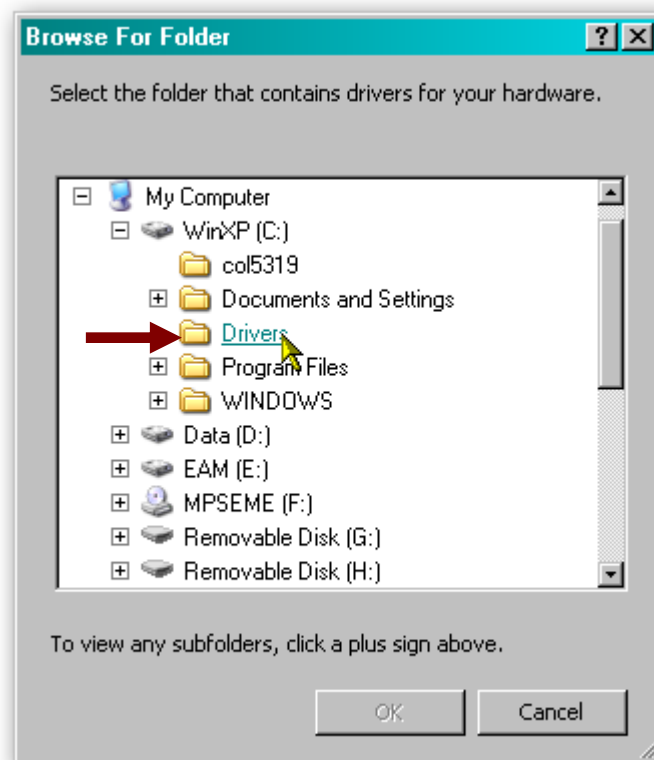 Browse For Folder
Select the folder that contains drivers for your hardware.
My Computer
WinXP (C:)
col5319
Documents and Settings
Drivers
Program Files
WINDOWS
Data (D:)
EAM (E:)
MPSEME (F:)
Removable Disk (G:)
Removable Disk (H:)
To view any subfolders, click a plus sign above.
OK Cancel